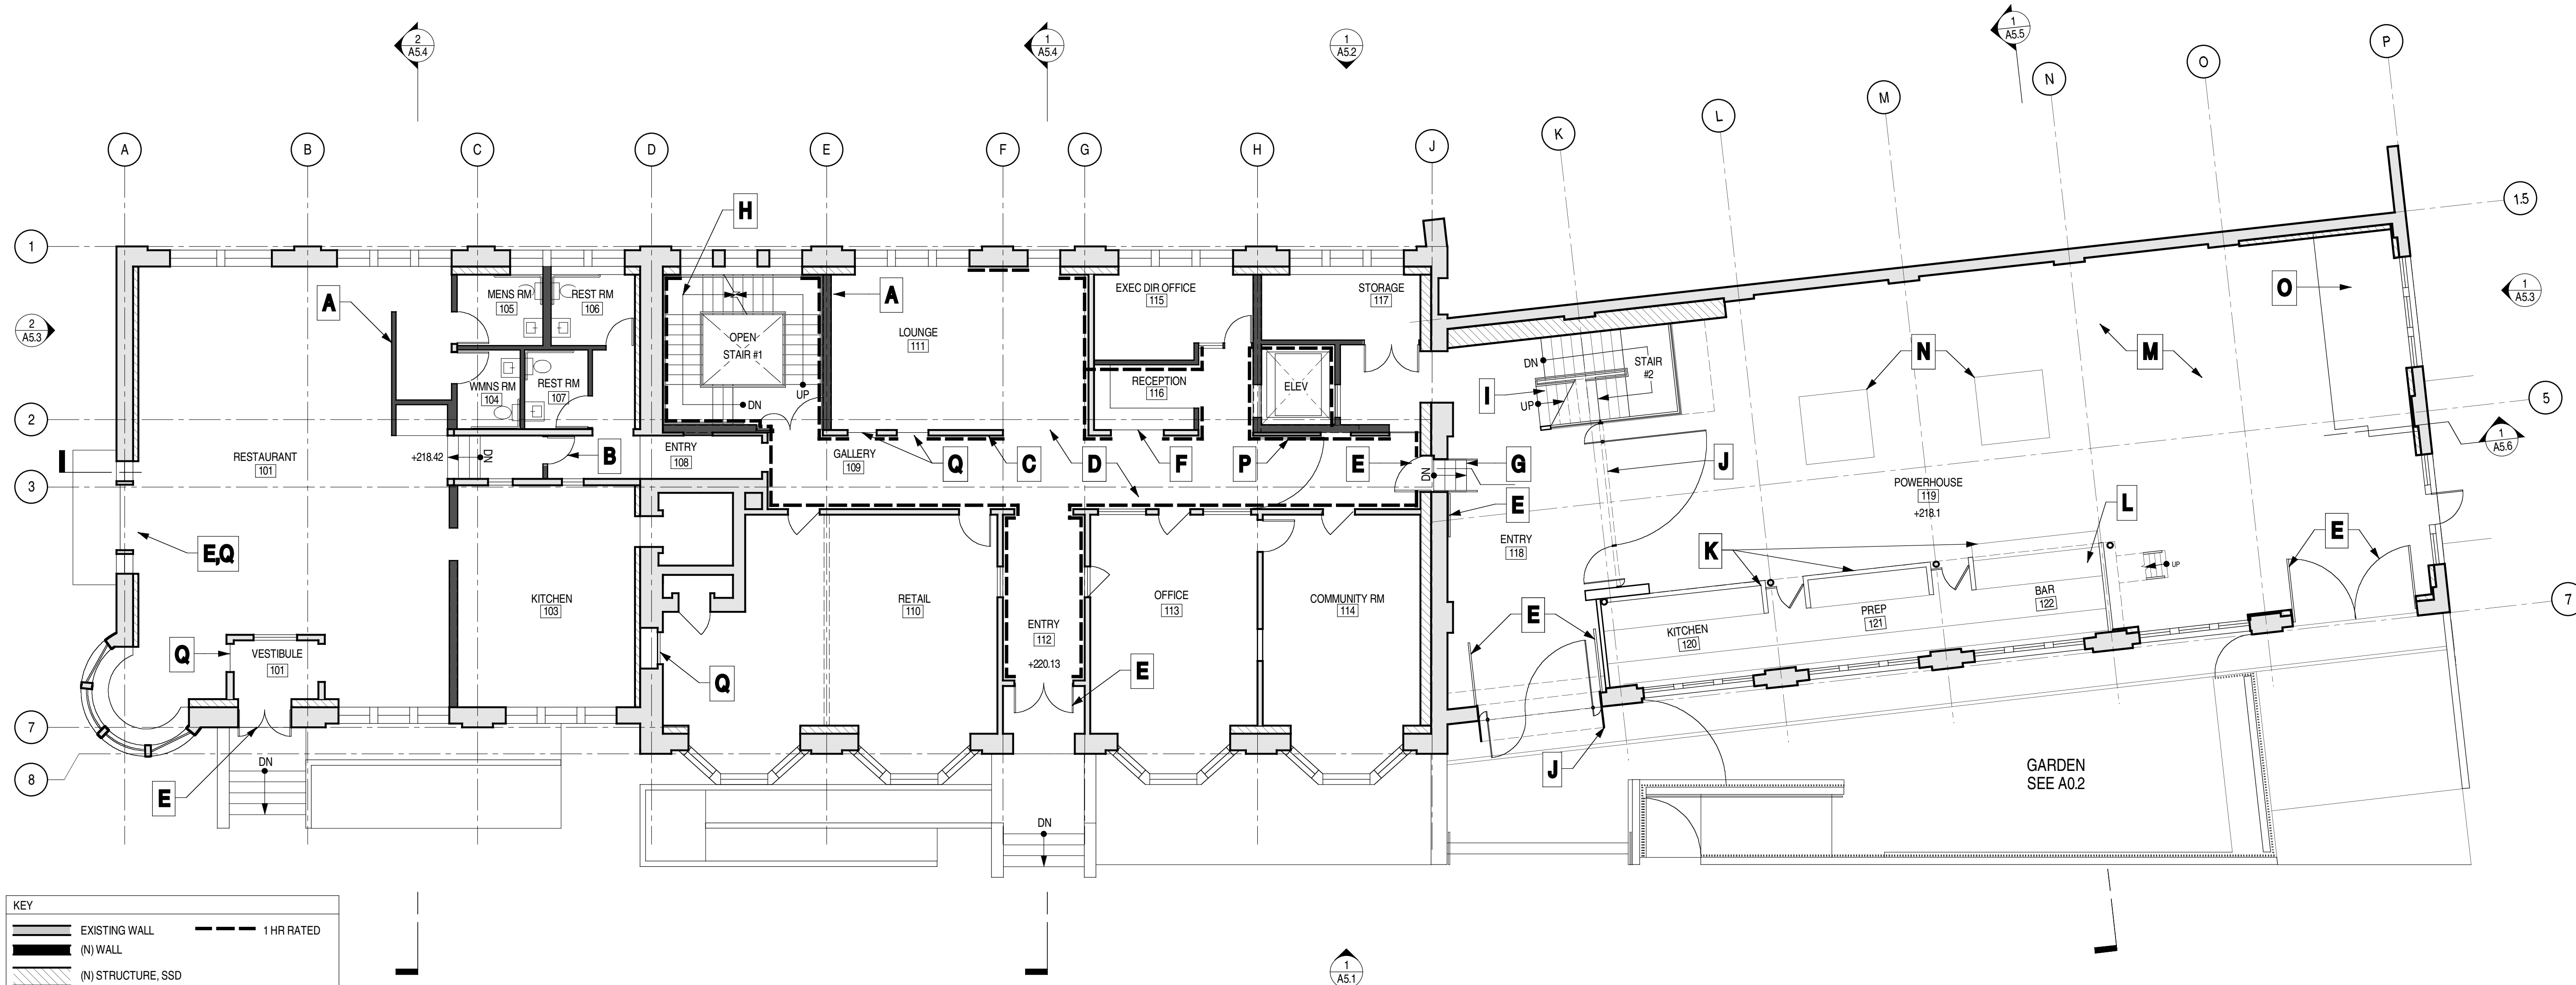 2
A5.4
1
A5.4
1
A5.2
1
A5.5
P
O
N
M
L
K
A
B
C
D
E
F
G
H
J
1.5
1
H
A
MENS RM
105
REST RM
106
OPEN
STAIR #1
A
LOUNGE
111
EXEC DIR OFFICE
115
STORAGE
117
O
1
A5.3
2
A5.3
N
M
DN
STAIR
#2
WMNS RM
104
REST RM
107
UP
DN
RECEPTION
116
ELEV
I
UP
5
2
1
A5.6
RESTAURANT
101
+218.42
DN
B
ENTRY
108
GALLERY
109
Q
C
D
F
P
E
DN
G
J
3
POWERHOUSE
119
+218.1
E
L
E
E,Q
ENTRY
118
K
UP
KITCHEN
103
RETAIL
110
OFFICE
113
COMMUNITY RM
114
BAR
122
PREP
121
KITCHEN
120
7
E
ENTRY
112
+220.13
Q
VESTIBULE
101
Q
E
7
8
DN
E
J
GARDEN
SEE A0.2
DN
KEY
EXISTING WALL
1 HR RATED
(N) WALL
(N) STRUCTURE, SSD
1
A5.1